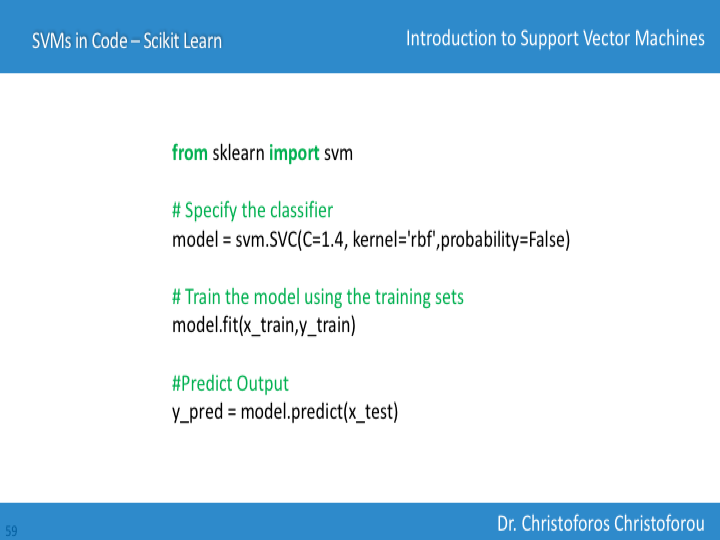 SVMs in Code – Scikit Learn
Introduction to Support Vector Machines
from sklearn import svm
# Specify the classifier
model = svm.SVC(C=1.4, kernel='rbf',probability=False)
# Train the model using the training sets
model.fit(x_train,y_train)
#Predict Output
y_pred = model.predict(x_test)
59
Dr. Christoforos Christoforou